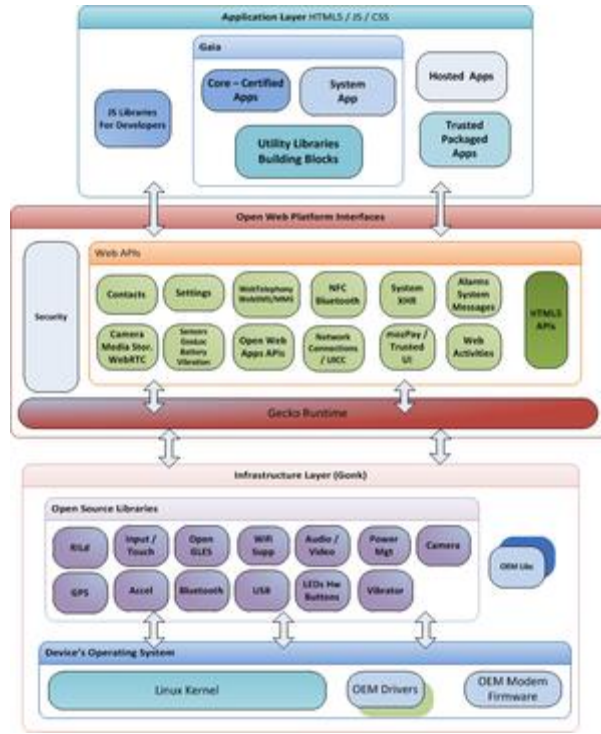 Application Layer HTML5 / JS / CSS
Gaia
Core – Certified
Apps
System
App
Hosted Apps
JS Libraries
For Developers
Utility Libraries
Building Blocks
Trusted
Packaged
Apps
Open Web Platform Interfaces
Web APIs
Security
Contacts
Settings
WebTelephony
WebSMS/MMS
NFC
Bluetooth
System
XHR
Alarms
System
Messages
HTML5
APIs
Camera
Media Stor.
WebRTC
Sensors
GeoLoc
Battery
Vibration
Open Web
Apps APIs
Network
Connections
/ UICC
mozPay /
Trusted
UI
Web
Activities
Gecko Runtime
Infrastructure Layer (Gonk)
Open Source Libraries
RILd
Input /
Touch
Open
GLES
Wifi
Supp
Audio /
Video
Power
Mgt
Camera
OEM Libs
GPS
Accel
Bluetooth
USB
LEDs Hw
Buttons
Vibrator
Device's Operating System
Linux Kernel
OEM Drivers
OEM Modem
Firmware